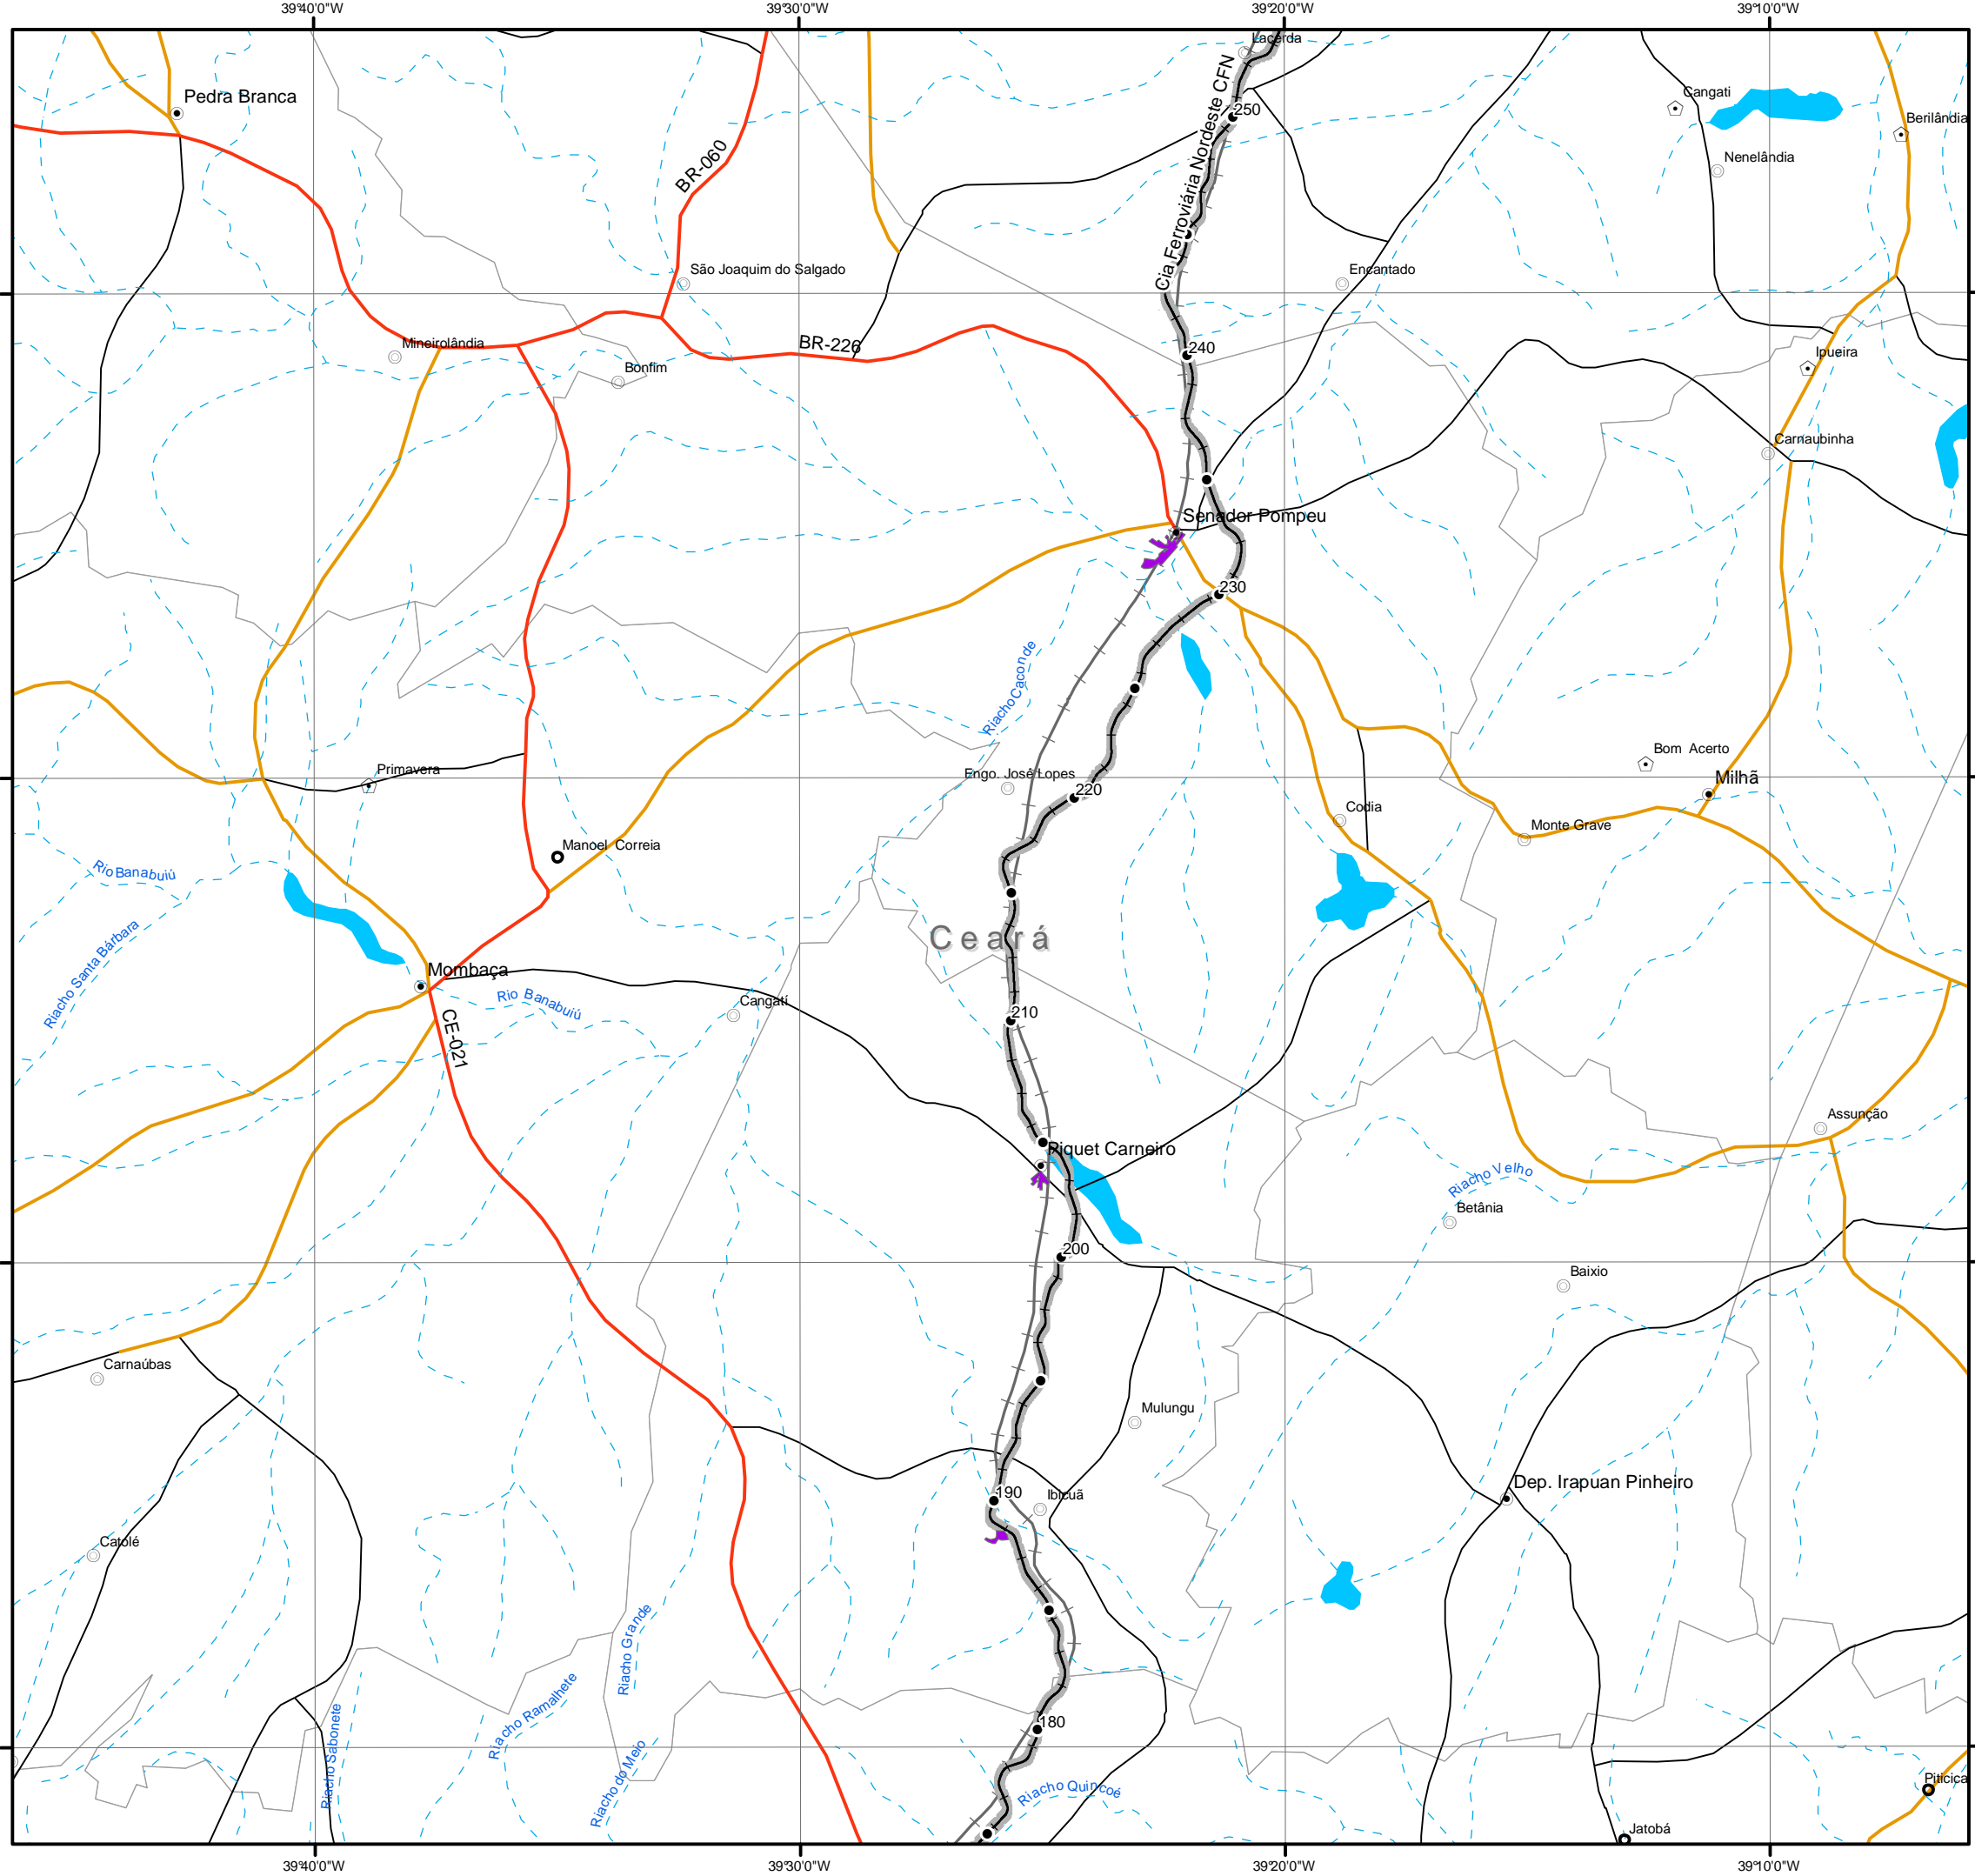 39°40'0"W
39°30'0"W
39°20'0"W
39°10'0"W
Lacerda
Pedra Branca
Cangati
Berilândia
250
BR-060
Cia Ferroviária Nordeste CFN
Nenelândia
São Joaquim do Salgado
Encantado
Mineirolândia
BR-226
240
Ipueira
Bonfim
Carnaubinha
Senador Pompeu
230
Riacho Caconde
Bom Acerto
Primavera
Engo. José Lopes
Milhã
220
Codia
Monte Grave
Manoel Correia
Rio Banabuiú
Riacho Santa Bárbara
Ceará
Mombaça
Rio Banabuiú
Cangatí
210
CE-021
Assunção
Piquet Carneiro
Riacho Velho
Betânia
200
Baixio
Carnaúbas
Mulungu
Dep. Irapuan Pinheiro
190
Ibicuã
Catolé
Riacho Grande
Riacho Ramalhete
Riacho Sabonete
Riacho do Meio
180
Riacho Quincoé
Piticica
Jatobá
39°40'0"W
39°30'0"W
39°20'0"W
39°10'0"W